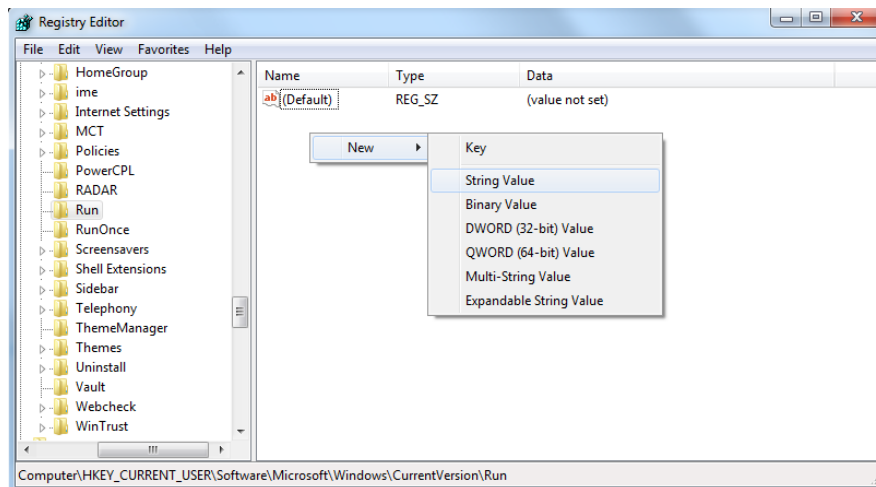 Registry Editor
File Edit View Favorites Help
HomeGroup
ime
Internet Settings
MCT
Policies
PowerCPL
RADAR
Run
RunOnce
Screensavers
Shell Extensions
Sidebar
Telephony
ThemeManager
Themes
Uninstall
Vault
Webcheck
WinTrust
Name Type Data
ab (Default) REG_SZ (value not set)
New
Key
String Value
Binary Value
DWORD (32-bit) Value
QWORD (64-bit) Value
Multi-String Value
Expandable String Value
Computer\HKEY_CURRENT_USER\Software\Microsoft\Windows\CurrentVersion\Run